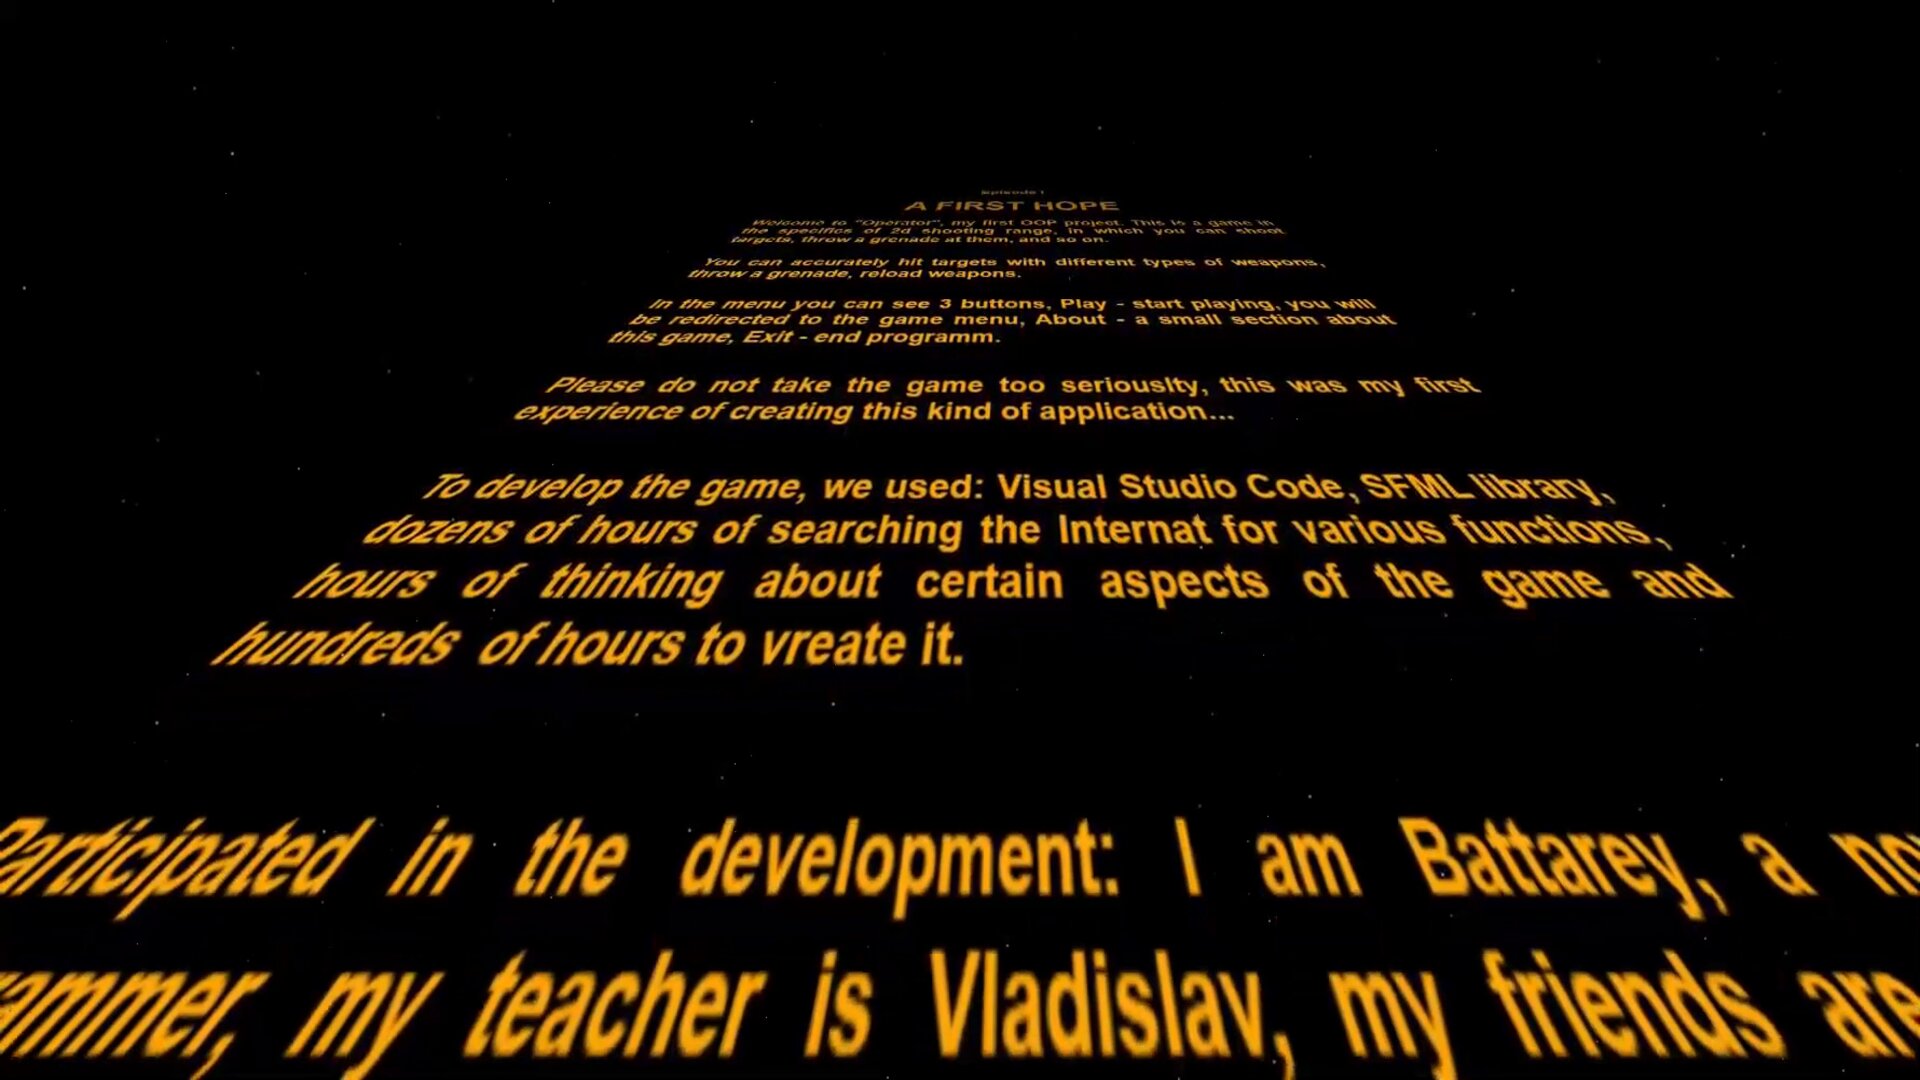 Episode I
A FIRST HOPE
Welcome to "Operator", my first OOP project. This is a game in
the specifics of 2d shooting range, in which you can shoot
targets, throw a grenade at them, and so on.
You can accurately hit targets with different types of weapons,
throw a grenade, reload weapons.
In the menu you can see 3 buttons, Play - start playing, you will
be redirected to the game menu, About - a small section about
this game, Exit - end programm.
Please do not take the game too seriouslty, this was my first
experience of creating this kind of application...
To develop the game, we used: Visual Studio Code, SFML library,
dozens of hours of searching the Internat for various functions,
hours of thinking about certain aspects of the game and
hundreds of hours to vreate it.
Participated in the development: I am Battarey, a
my teacher is Vladislav, my friends are